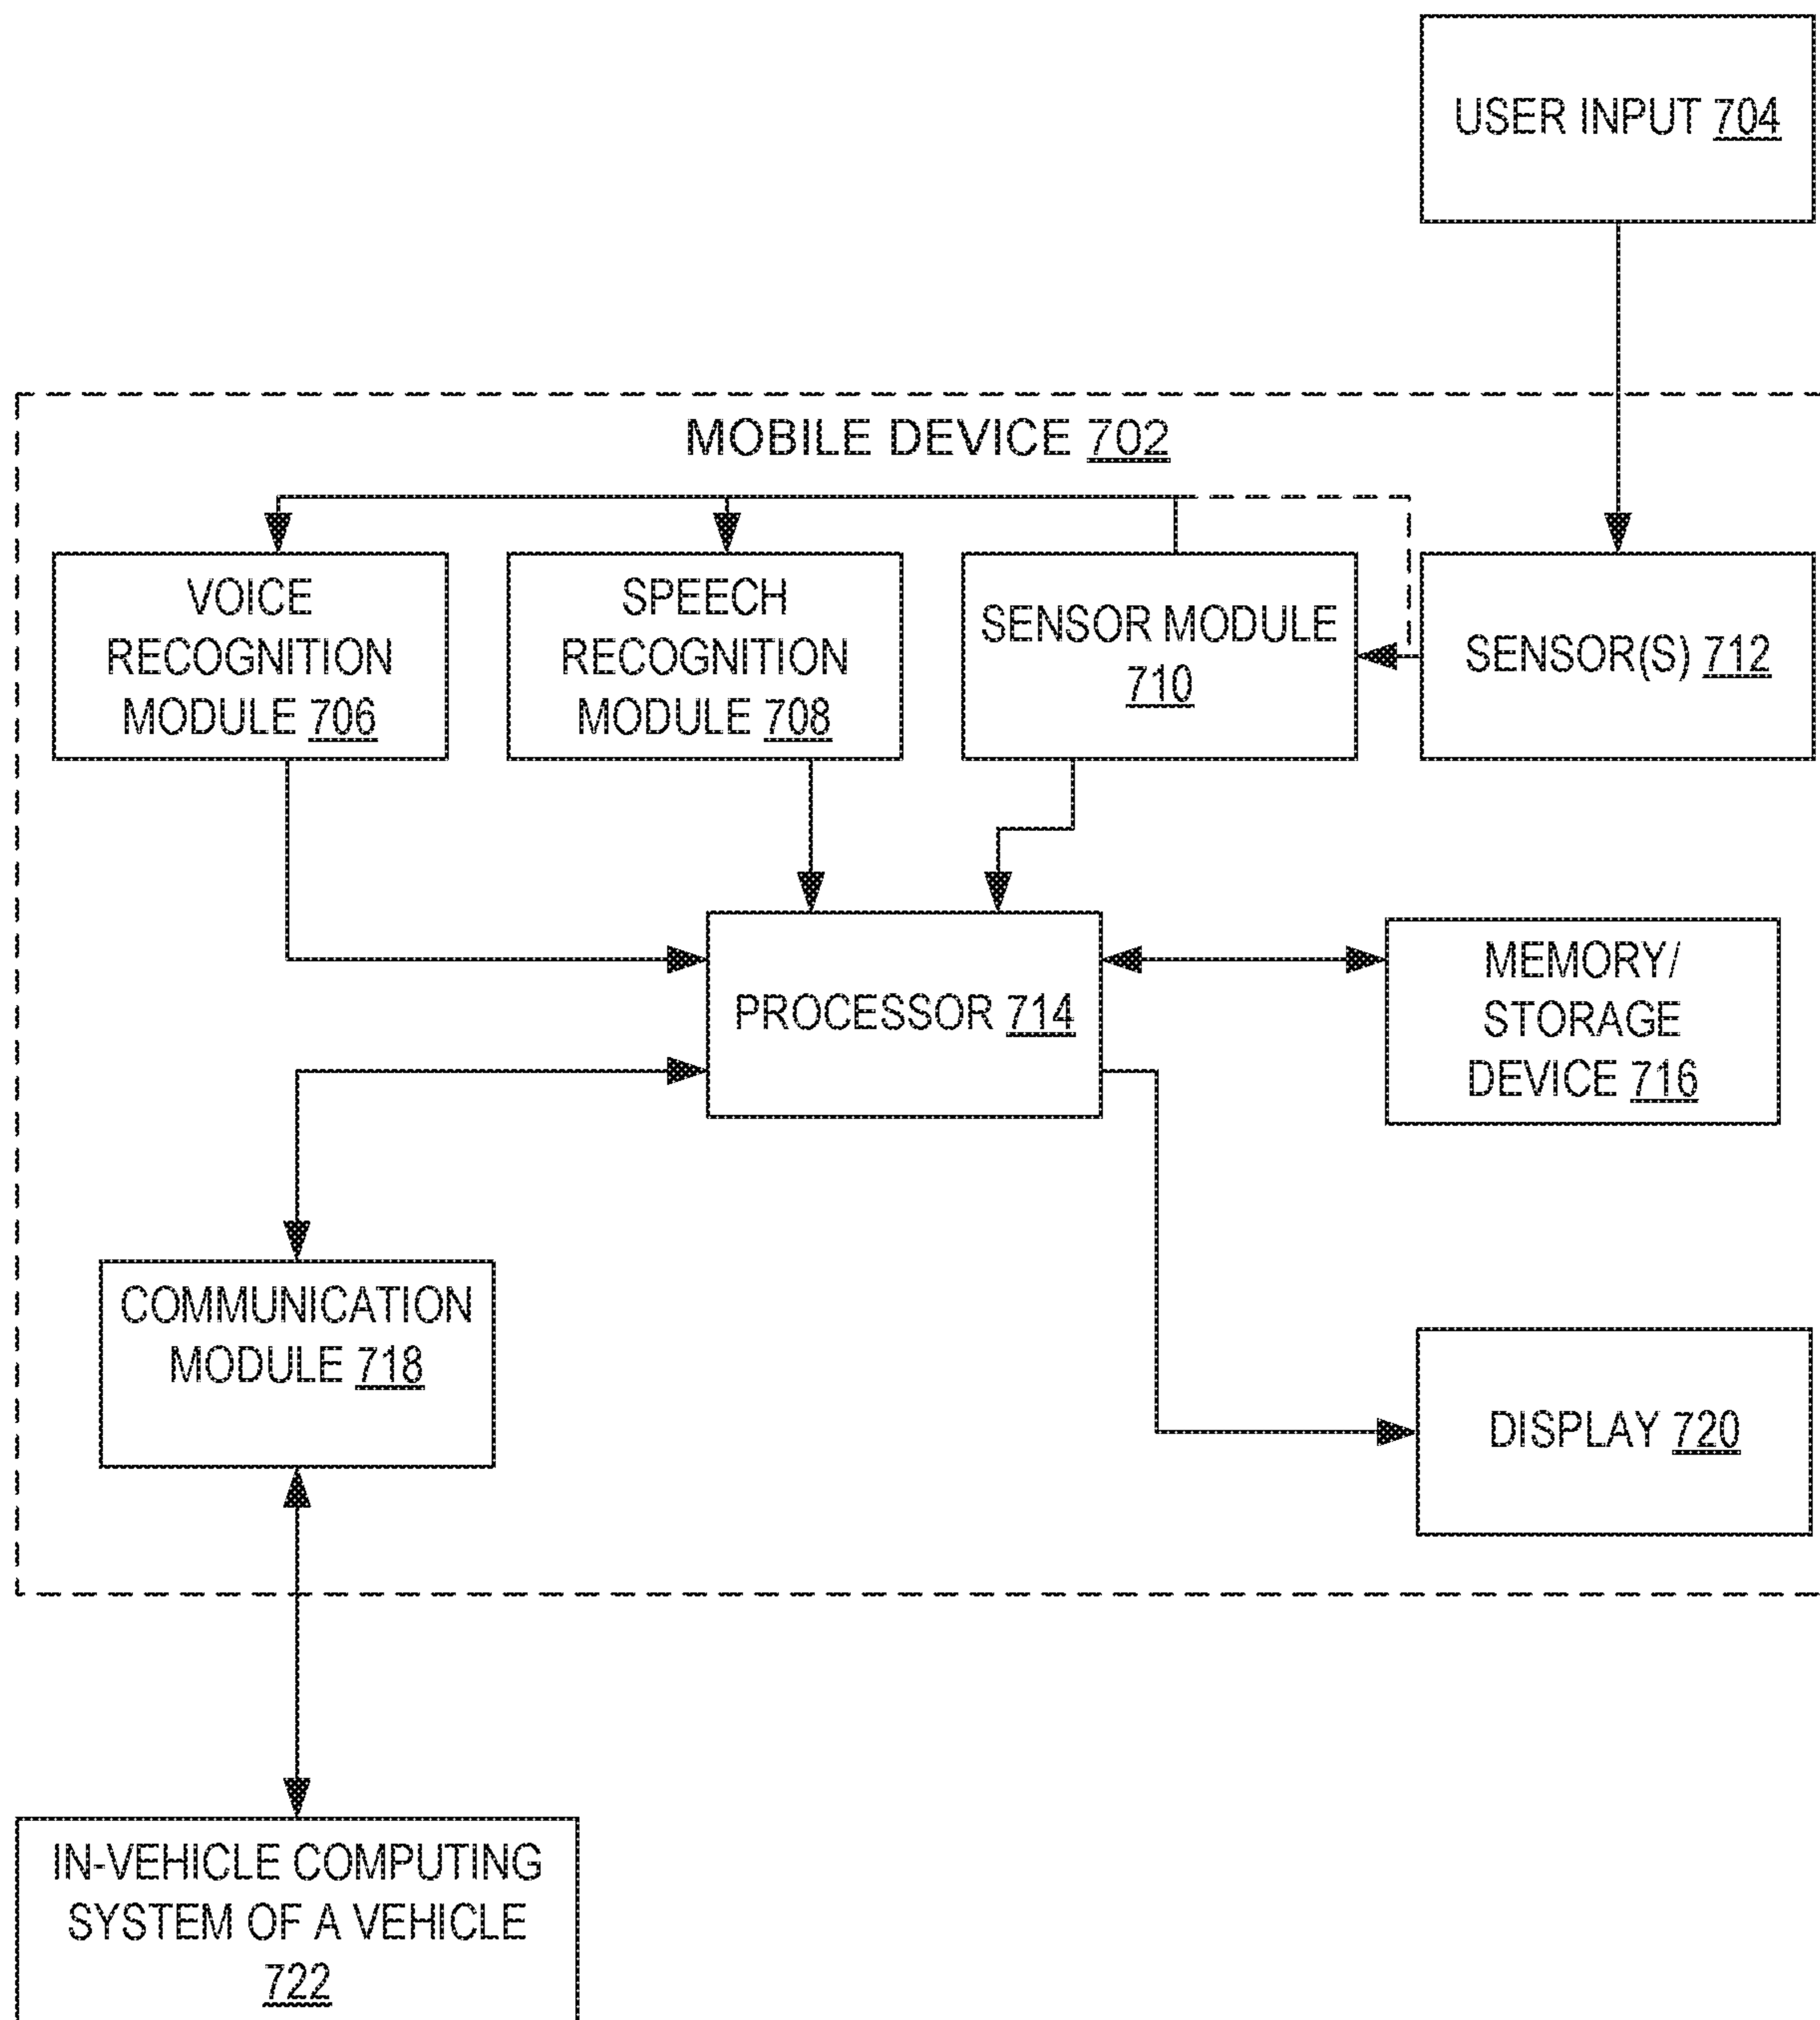 USER INPUT 704
MOBILE DEVICE 702
VOICE
RECOGNITION
MODULE 706
SPEECH
RECOGNITION
MODULE 708
SENSOR MODULE
710
SENSOR(S) 712
PROCESSOR 714
MEMORY/
STORAGE
DEVICE 716
COMMUNICATION
MODULE 718
DISPLAY 720
IN-VEHICLE COMPUTING
SYSTEM OF A VEHICLE
722